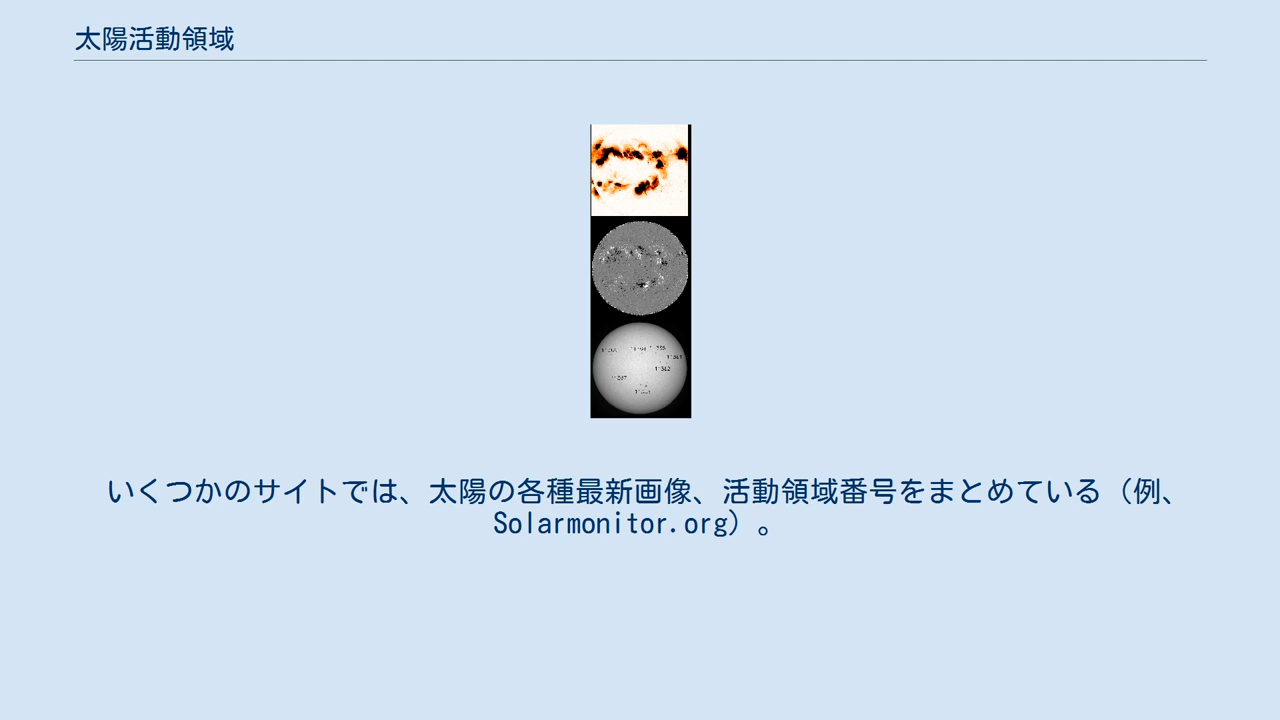 太陽活動領域
いくつかのサイトでは、太陽の各種最新画像、活動領域番号をまとめている（例、
Solarmonitor.org）。